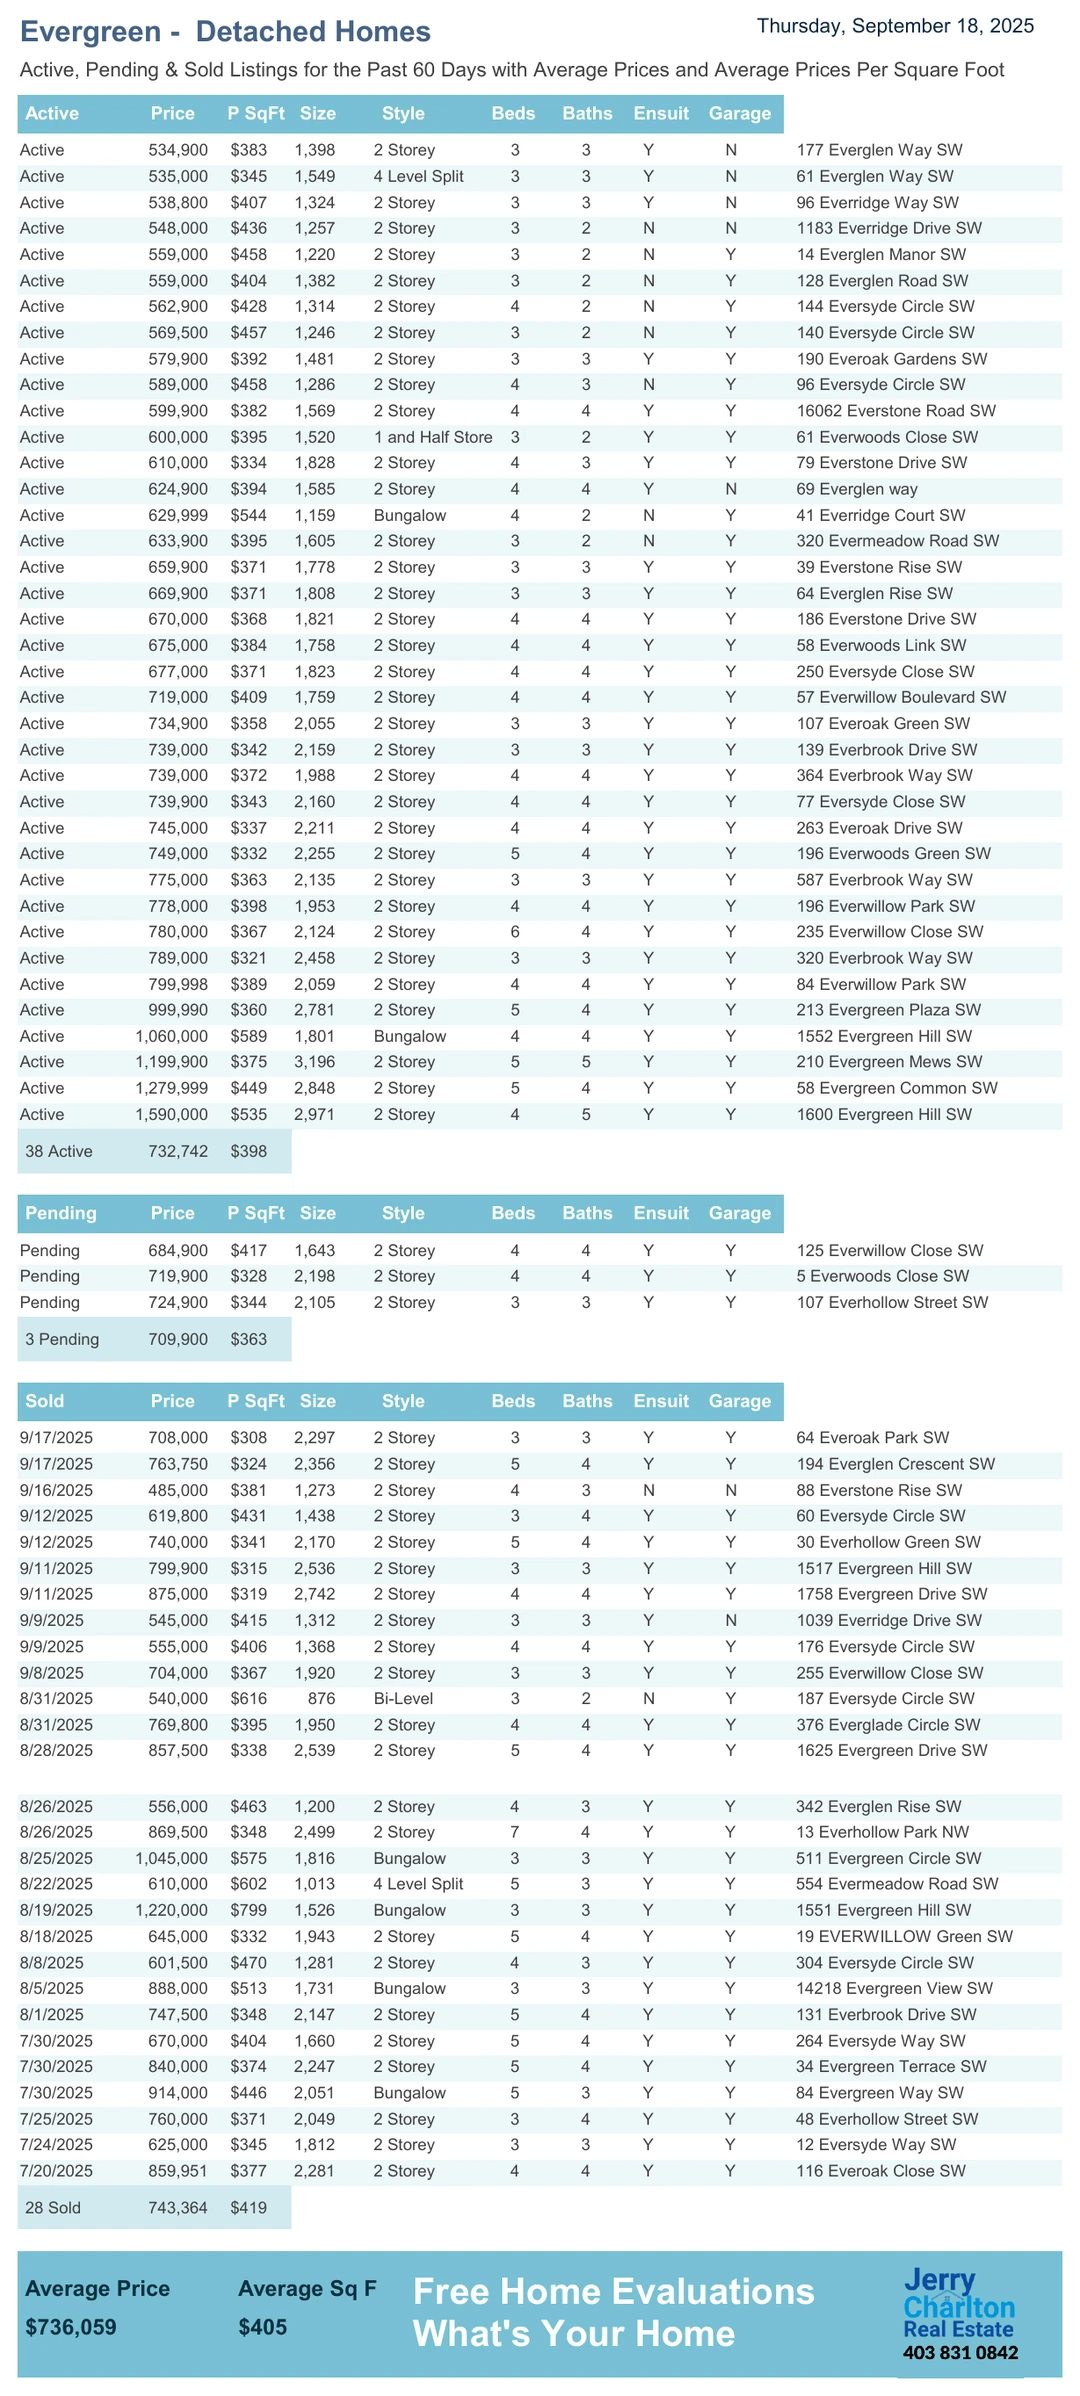 Evergreen - Detached Homes
Thursday, September 18, 2025
Active, Pending & Sold Listings for the Past 60 Days with Average Prices and Average Prices Per Square Foot
Active Price P SqFt Size Style Beds Baths Ensuit Garage
Active 534,900 $383 1,398 2 Storey 3 3 Y N 177 Everglen Way SW
Active 535,000 $345 1,549 4 Level Split 3 3 Y N 61 Everglen Way SW
Active 538,800 $407 1,324 2 Storey 3 3 Y N 96 Everridge Way SW
Active 548,000 $436 1,257 2 Storey 3 2 N N 1183 Everridge Drive SW
Active 559,000 $458 1,220 2 Storey 3 2 N Y 14 Everglen Manor SW
Active 559,000 $404 1,382 2 Storey 3 2 N Y 128 Everglen Road SW
Active 562,900 $428 1,314 2 Storey 4 2 N Y 144 Eversyde Circle SW
Active 569,500 $457 1,246 2 Storey 3 2 N Y 140 Eversyde Circle SW
Active 579,900 $392 1,481 2 Storey 3 3 Y Y 190 Everoak Gardens SW
Active 589,000 $458 1,286 2 Storey 4 3 N Y 96 Eversyde Circle SW
Active 599,900 $382 1,569 2 Storey 4 4 Y Y 16062 Everstone Road SW
Active 600,000 $395 1,520 1 and Half Store 3 2 Y Y 61 Everwoods Close SW
Active 610,000 $334 1,828 2 Storey 4 3 Y Y 79 Everstone Drive SW
Active 624,900 $394 1,585 2 Storey 4 4 Y N 69 Everglen way
Active 629,999 $544 1,159 Bungalow 4 2 N Y 41 Everridge Court SW
Active 633,900 $395 1,605 2 Storey 3 2 N Y 320 Evermeadow Road SW
Active 659,900 $371 1,778 2 Storey 3 3 Y Y 39 Everstone Rise SW
Active 669,900 $371 1,808 2 Storey 3 3 Y Y 64 Everglen Rise SW
Active 670,000 $368 1,821 2 Storey 4 4 Y Y 186 Everstone Drive SW
Active 675,000 $384 1,758 2 Storey 4 4 Y Y 58 Everwoods Link SW
Active 677,000 $371 1,823 2 Storey 4 4 Y Y 250 Eversyde Close SW
Active 719,000 $409 1,759 2 Storey 4 4 Y Y 57 Everwillow Boulevard SW
Active 734,900 $358 2,055 2 Storey 3 3 Y Y 107 Everoak Green SW
Active 739,000 $342 2,159 2 Storey 3 3 Y Y 139 Everbrook Drive SW
Active 739,000 $372 1,988 2 Storey 4 4 Y Y 364 Everbrook Way SW
Active 739,900 $343 2,160 2 Storey 4 4 Y Y 77 Eversyde Close SW
Active 745,000 $337 2,211 2 Storey 4 4 Y Y 263 Everoak Drive SW
Active 749,000 $332 2,255 2 Storey 5 4 Y Y 196 Everwoods Green SW
Active 775,000 $363 2,135 2 Storey 3 3 Y Y 587 Everbrook Way SW
Active 778,000 $398 1,953 2 Storey 4 4 Y Y 196 Everwillow Park SW
Active 780,000 $367 2,124 2 Storey 6 4 Y Y 235 Everwillow Close SW
Active 789,000 $321 2,458 2 Storey 3 3 Y Y 320 Everbrook Way SW
Active 799,998 $389 2,059 2 Storey 4 4 Y Y 84 Everwillow Park SW
Active 999,990 $360 2,781 2 Storey 5 4 Y Y 213 Evergreen Plaza SW
Active 1,060,000 $589 1,801 Bungalow 4 4 Y Y 1552 Evergreen Hill SW
Active 1,199,900 $375 3,196 2 Storey 5 5 Y Y 210 Evergreen Mews SW
Active 1,279,999 $449 2,848 2 Storey 5 4 Y Y 58 Evergreen Common SW
Active 1,590,000 $535 2,971 2 Storey 4 5 Y Y 1600 Evergreen Hill SW
38 Active 732,742 $398
Pending Price P SqFt Size Style Beds Baths Ensuit Garage
Pending 684,900 $417 1,643 2 Storey 4 4 Y Y 125 Everwillow Close SW
Pending 719,900 $328 2,198 2 Storey 4 4 Y Y 5 Everwoods Close SW
Pending 724,900 $344 2,105 2 Storey 3 3 Y Y 107 Everhollow Street SW
3 Pending 709,900 $363
Sold Price P SqFt Size Style Beds Baths Ensuit Garage
9/17/2025 708,000 $308 2,297 2 Storey 3 3 Y Y 64 Everoak Park SW
9/17/2025 763,750 $324 2,356 2 Storey 5 4 Y Y 194 Everglen Crescent SW
9/16/2025 485,000 $381 1,273 2 Storey 4 3 N N 88 Everstone Rise SW
9/12/2025 619,800 $431 1,438 2 Storey 3 4 Y Y 60 Eversyde Circle SW
9/12/2025 740,000 $341 2,170 2 Storey 5 4 Y Y 30 Everhollow Green SW
9/11/2025 799,900 $315 2,536 2 Storey 3 3 Y Y 1517 Evergreen Hill SW
9/11/2025 875,000 $319 2,742 2 Storey 4 4 Y Y 1758 Evergreen Drive SW
9/9/2025 545,000 $415 1,312 2 Storey 3 3 Y N 1039 Everridge Drive SW
9/9/2025 555,000 $406 1,368 2 Storey 4 4 Y Y 176 Eversyde Circle SW
9/8/2025 704,000 $367 1,920 2 Storey 3 3 Y Y 255 Everwillow Close SW
8/31/2025 540,000 $616 876 Bi-Level 3 2 N Y 187 Eversyde Circle SW
8/31/2025 769,800 $395 1,950 2 Storey 4 4 Y Y 376 Everglade Circle SW
8/28/2025 857,500 $338 2,539 2 Storey 5 4 Y Y 1625 Evergreen Drive SW
8/26/2025 556,000 $463 1,200 2 Storey 4 3 Y Y 342 Everglen Rise SW
8/26/2025 869,500 $348 2,499 2 Storey 7 4 Y Y 13 Everhollow Park NW
8/25/2025 1,045,000 $575 1,816 Bungalow 3 3 Y Y 511 Evergreen Circle SW
8/22/2025 610,000 $602 1,013 4 Level Split 5 3 Y Y 554 Evermeadow Road SW
8/19/2025 1,220,000 $799 1,526 Bungalow 3 3 Y Y 1551 Evergreen Hill SW
8/18/2025 645,000 $332 1,943 2 Storey 5 4 Y Y 19 EVERWILLOW Green SW
8/8/2025 601,500 $470 1,281 2 Storey 4 3 Y Y 304 Eversyde Circle SW
8/5/2025 888,000 $513 1,731 Bungalow 3 3 Y Y 14218 Evergreen View SW
8/1/2025 747,500 $348 2,147 2 Storey 5 4 Y Y 131 Everbrook Drive SW
7/30/2025 670,000 $404 1,660 2 Storey 5 4 Y Y 264 Eversyde Way SW
7/30/2025 840,000 $374 2,247 2 Storey 5 4 Y Y 34 Evergreen Terrace SW
7/30/2025 914,000 $446 2,051 Bungalow 5 3 Y Y 84 Evergreen Way SW
7/25/2025 760,000 $371 2,049 2 Storey 3 4 Y Y 48 Everhollow Street SW
7/24/2025 625,000 $345 1,812 2 Storey 3 3 Y Y 12 Eversyde Way SW
7/20/2025 859,951 $377 2,281 2 Storey 4 4 Y Y 116 Everoak Close SW
28 Sold 743,364 $419
Average Price Average Sq F
$736,059 $405
Free Home Evaluations
What's Your Home
Jerry
Charlton
Real Estate
403 831 0842